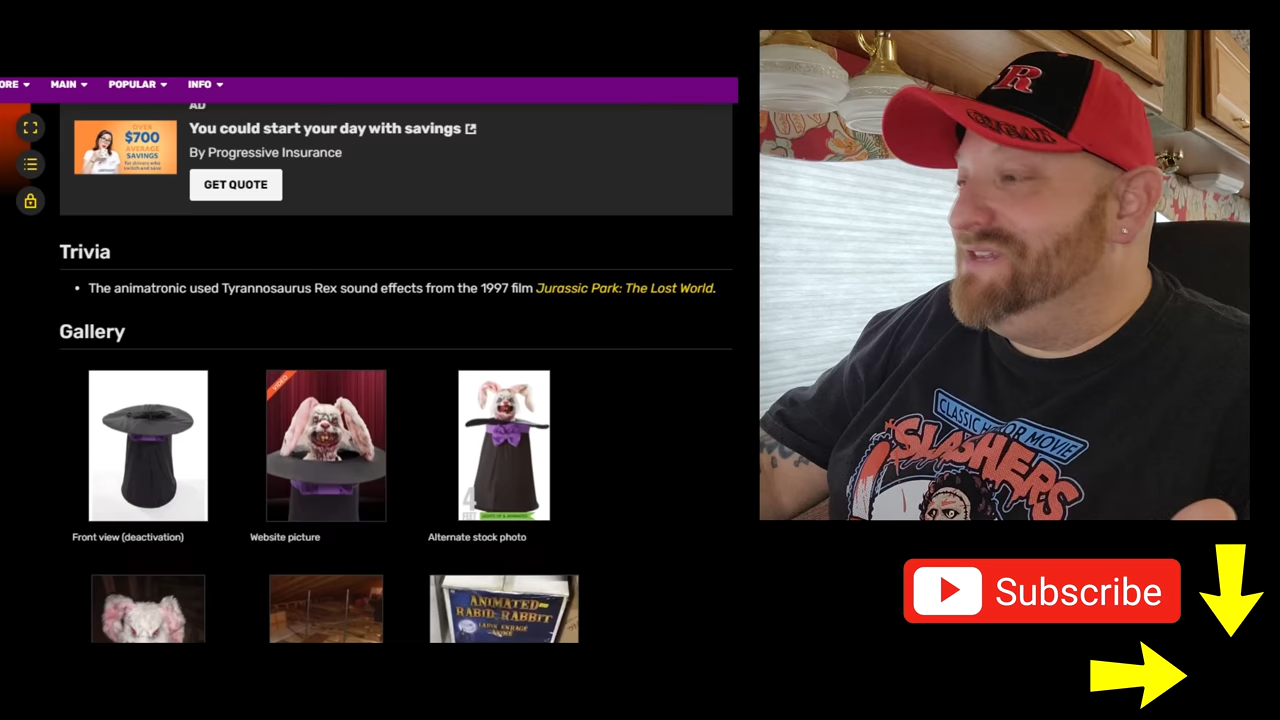 ORE MAIN POPULAR INFO
AD
OVER
$700
AVERAGE
SAVINGS
You could start your day with savings
By Progressive Insurance
GET QUOTE
Trivia
• The animatronic used Tyrannosaurus Rex sound effects from the 1997 film Jurassic Park: The Lost World.
Gallery
VIDEO
Front view (deactivation)
Website picture
Alternate stock photo
ANIMATED
RABID RABBIT
R
CLASSIC HORROR MOVIE
SLASHERS
Subscribe